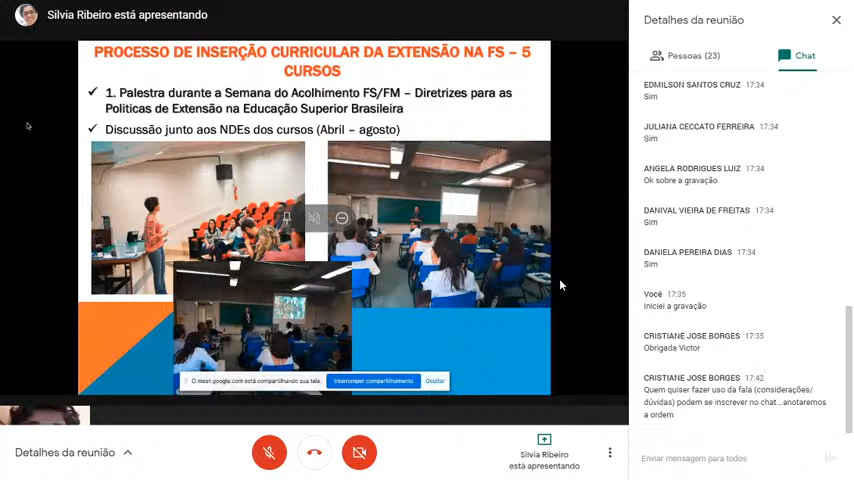 Silvia Ribeiro está apresentando
PROCESSO DE INSERÇÃO CURRICULAR DA EXTENSÃO NA FS – 5
CURSOS
✓ 1. Palestra durante a Semana do Acolhimento FS/FM – Diretrizes para as
Politicas de Extensão na Educação Superior Brasileira
✓ Discussão junto aos NDEs dos cursos (Abril – agosto)
O meet.google.com está compartilhando sua tela.
Interromper compartilhamento
Ocultar
Detalhes da reunião
Silvia Ribeiro
está apresentando
Detalhes da reunião
Pessoas (23)
Chat
EDMILSON SANTOS CRUZ 17:34
Sim
JULIANA CECCATO FERREIRA 17:34
Sim
ANGELA RODRIGUES LUIZ 17:34
Ok sobre a gravação
DANIVAL VIEIRA DE FREITAS 17:34
Sim
DANIELA PEREIRA DIAS 17:34
Sim
Você 17:35
iniciei a gravação
CRISTIANE JOSE BORGES 17:35
Obrigada Victor
CRISTIANE JOSE BORGES 17:42
Quem quiser fazer uso da fala (considerações/
dúvidas) podem se inscrever no chat...anotaremos
a ordem
Enviar mensagem para todos